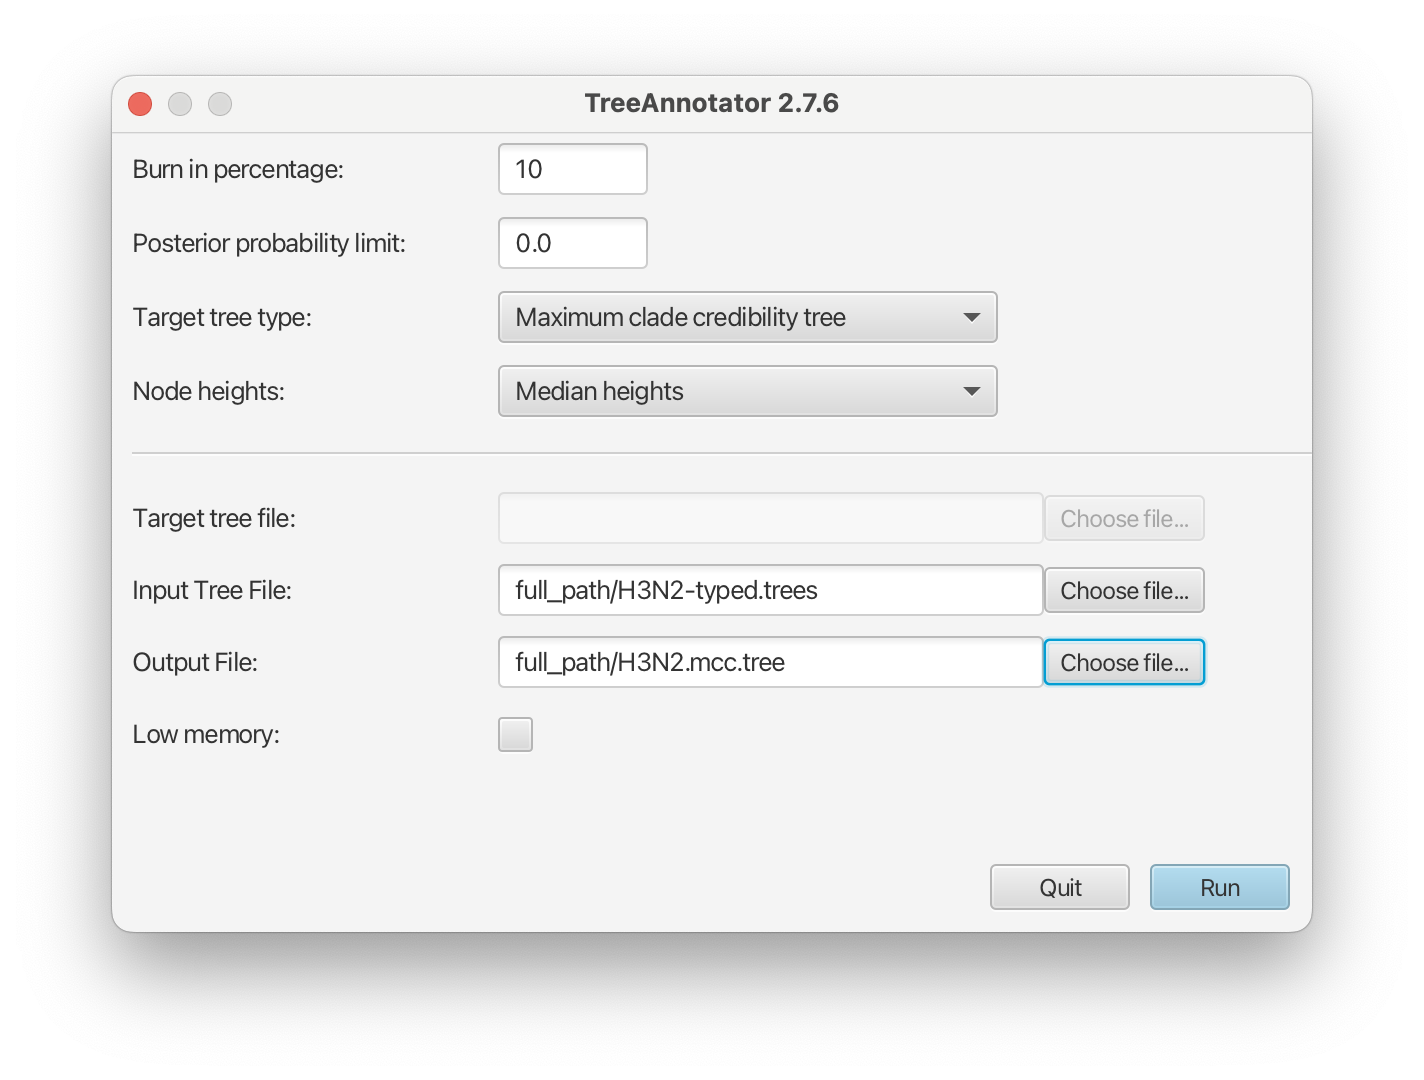 TreeAnnotator 2.7.6
Burn in percentage: 10
Posterior probability limit: 0.0
Target tree type: Maximum clade credibility tree
Node heights: Median heights
Target tree file: Choose file...
Input Tree File: full_path/H3N2-typed.trees Choose file...
Output File: full_path/H3N2.mcc.tree Choose file...
Low memory:
Quit Run